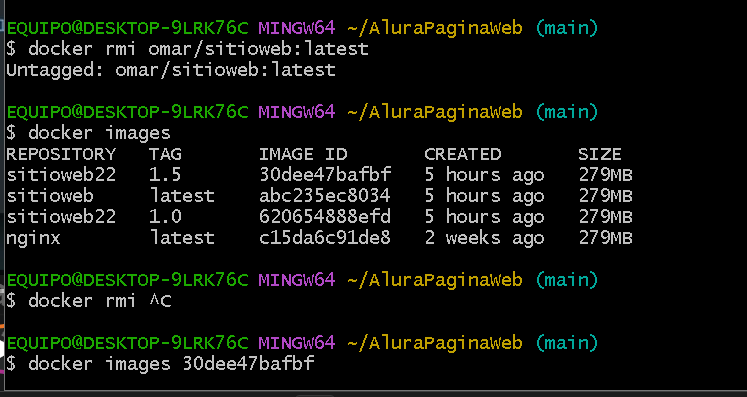 EQUIPO@DESKTOP-9LRK76C MINGW64 ~/AluraPaginaWeb (main)
$ docker rmi omar/sitioweb:latest
Untagged: omar/sitioweb:latest
EQUIPO@DESKTOP-9LRK76C MINGW64 ~/AluraPaginaWeb (main)
$ docker images
REPOSITORY   TAG       IMAGE ID       CREATED       SIZE
sitioweb22   1.5       30dee47bafbf   5 hours ago   279MB
sitioweb     latest    abc235ec8034   5 hours ago   279MB
sitioweb22   1.0       620654888efd   5 hours ago   279MB
nginx        latest    c15da6c91de8   2 weeks ago   279MB
EQUIPO@DESKTOP-9LRK76C MINGW64 ~/AluraPaginaWeb (main)
$ docker rmi ^C
EQUIPO@DESKTOP-9LRK76C MINGW64 ~/AluraPaginaWeb (main)
$ docker images 30dee47bafbf